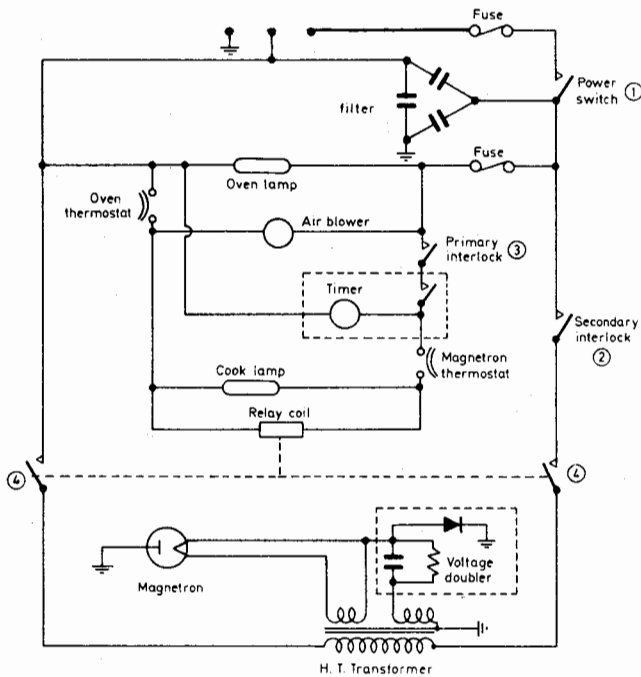 Fuse
Power
switch
①
filter
Fuse
Oven lamp
Oven
thermostat
Air blower
Primary
interlock
③
Timer
Secondary
interlock
②
Magnetron
thermostat
Cook lamp
Relay coil
④
④
Magnetron
Voltage
doubler
H. T. Transformer